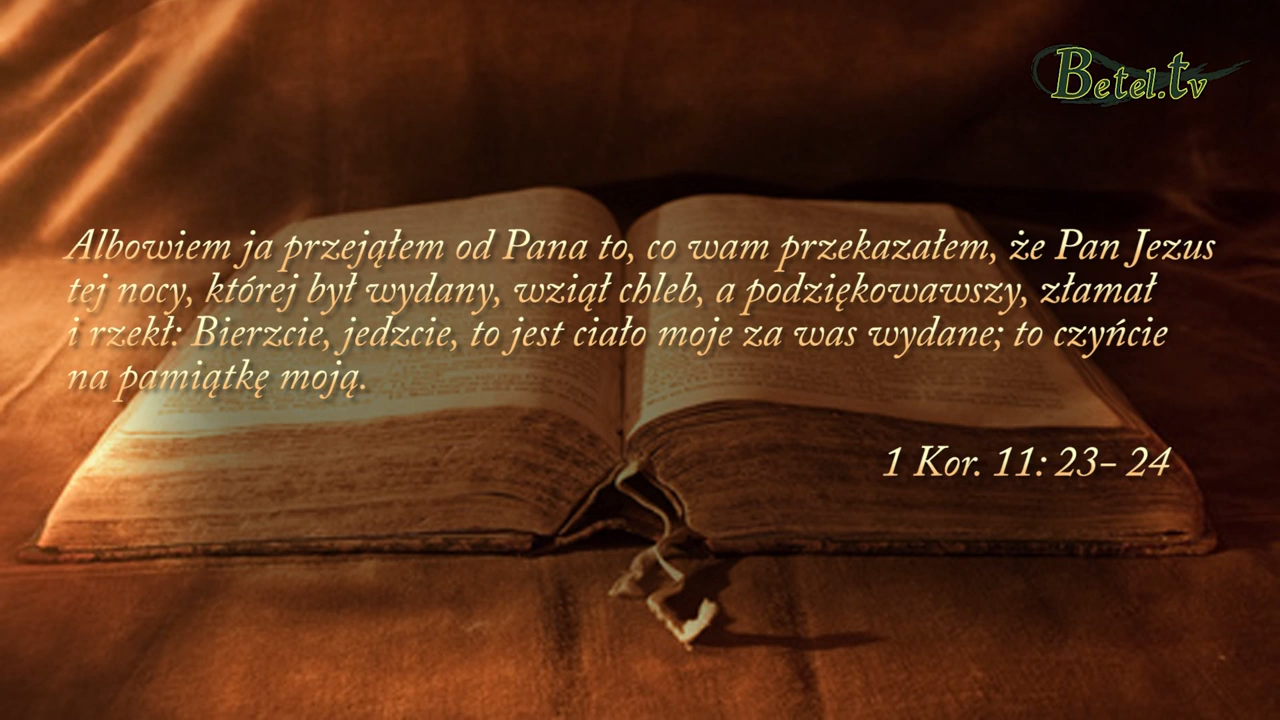 Betel.tv
Albowiem ja przejąłem od Pana to, co wam przekazałem, że Pan Jezus
tej nocy, której był wydany, wziął chleb, a podziękowawszy, złamał
i rzekł: Bierzcie, jedzcie, to jest ciało moje za was wydane; to czyńcie
na pamiątkę moją.
1 Kor. 11: 23- 24